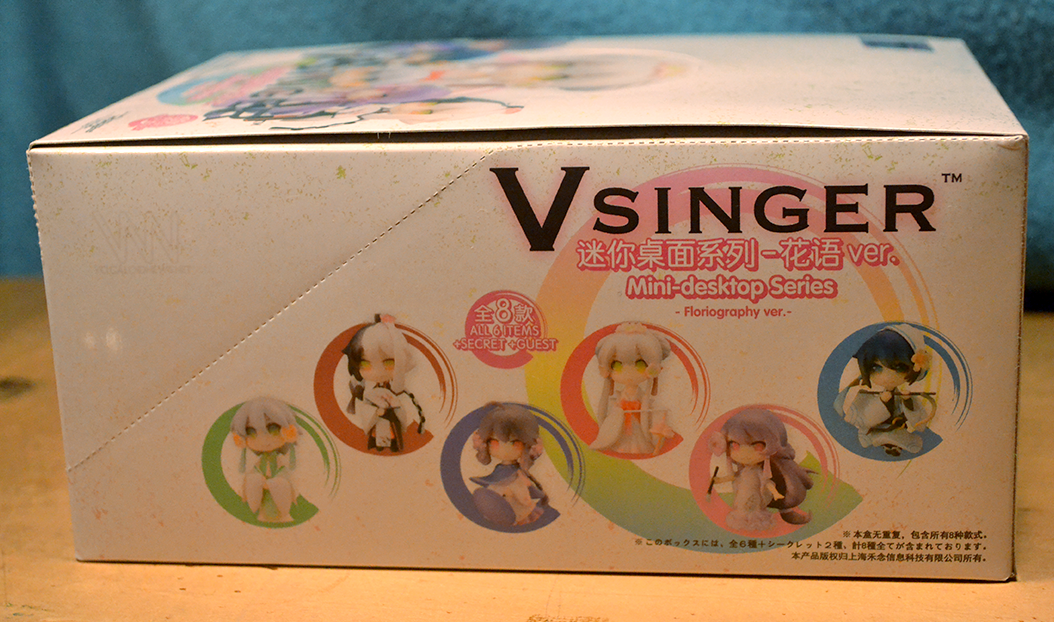 VSINGER™
迷你桌面系列-花语 ver.
Mini-desktop Series
- Floriography ver.-
全8款
ALL 6 ITEMS
+SECRET +GUEST
※本盒无重复，包含所有8种款式。
※このボックスには、全6種+シークレット2種、計8種全てが含まれております。
本产品版权归上海禾念信息科技有限公司所有。